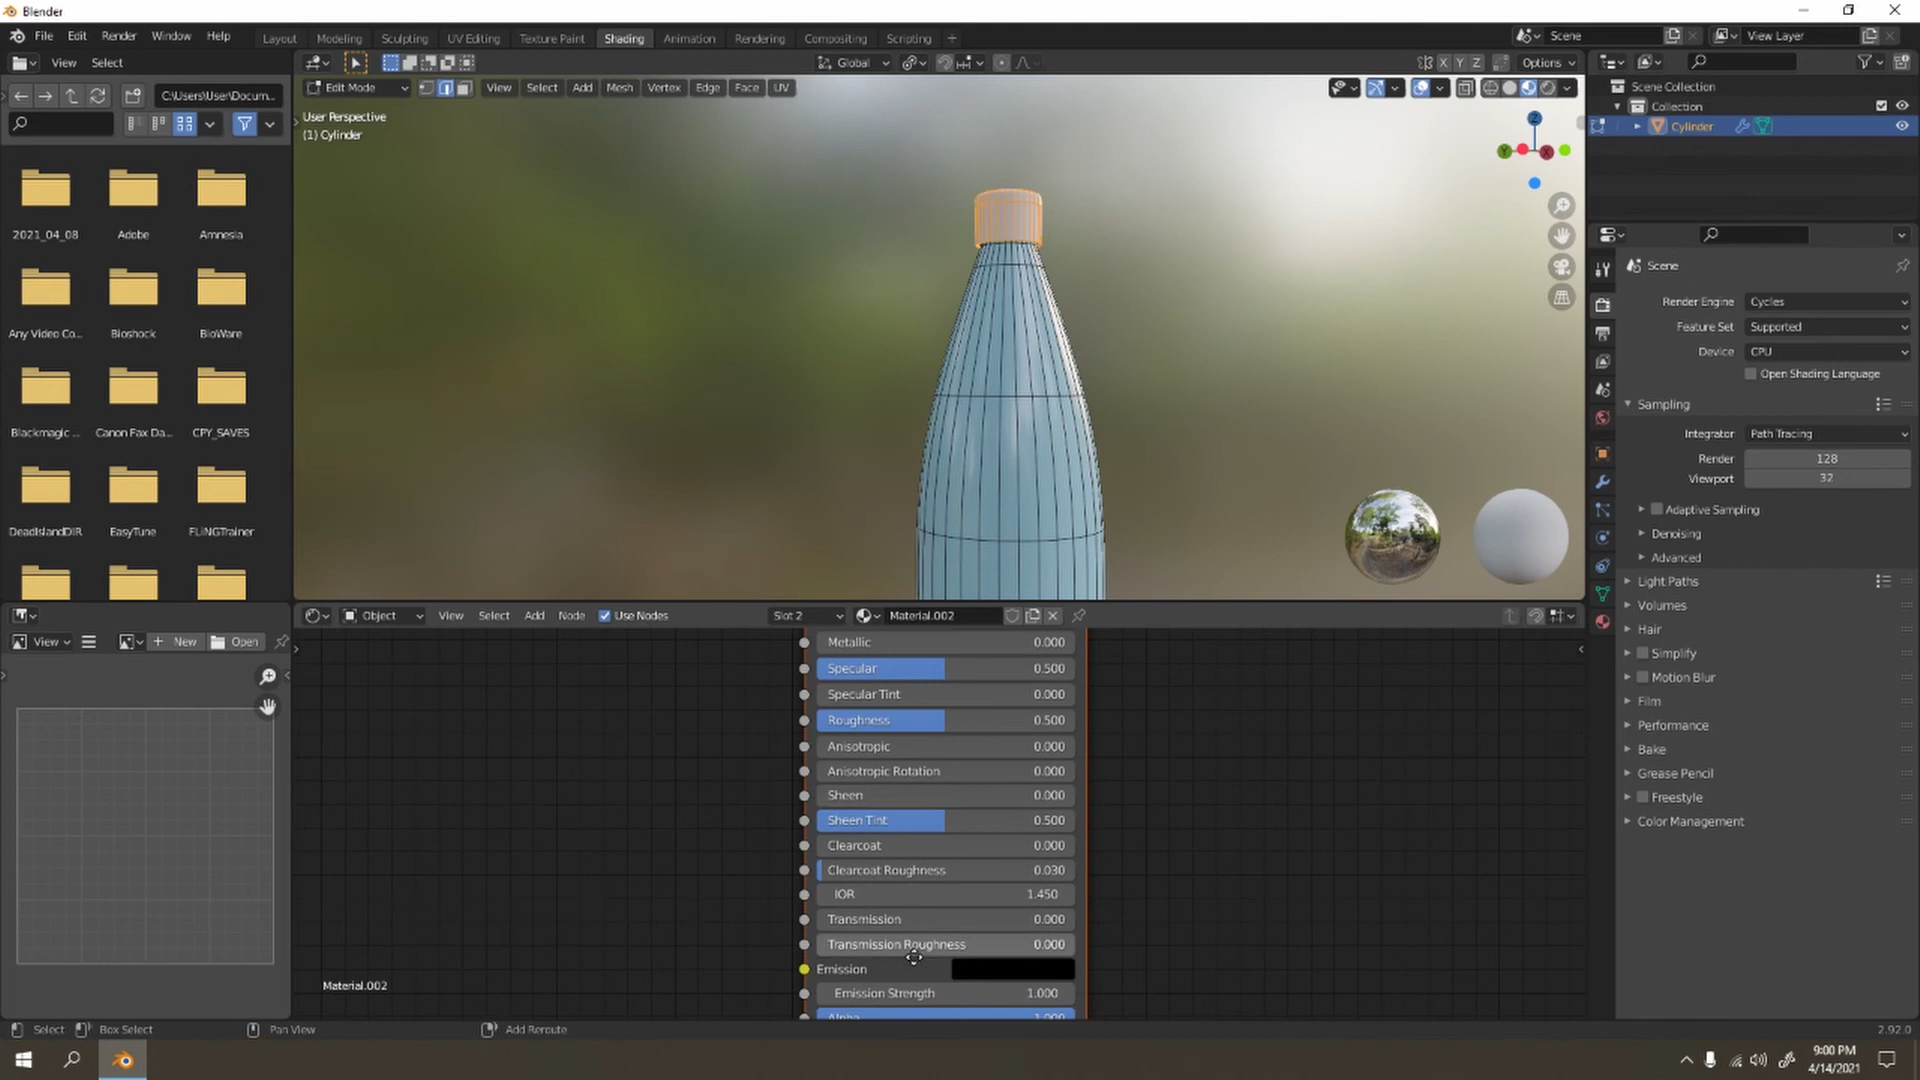 Blender
File Edit Render Window Help Layout Modeling Sculpting UV Editing Texture Paint Shading Animation Rendering Compositing Scripting + Scene View Layer
View Select Global X Y Z Options
C:\Users\User\Docum... Edit Mode View Select Add Mesh Vertex Edge Face UV
User Perspective
(1) Cylinder
Z
Y X
2021_04_08 Adobe Amnesia
Any Video Co... Bioshock BioWare
Blackmagic ... Canon Fax Da... CPY_SAVES
DeadIslandDIR EasyTune FLiNGTrainer
Scene Collection
Collection
Cylinder
Scene
Render Engine Cycles
Feature Set Supported
Device CPU
Open Shading Language
Sampling
Integrator Path Tracing
Render 128
Viewport 32
Adaptive Sampling
Denoising
Advanced
Light Paths
Volumes
Hair
Simplify
Motion Blur
Film
Performance
Bake
Grease Pencil
Freestyle
Color Management
Object View Select Add Node Use Nodes Slot 2 Material.002
View + New Open
Metallic 0.000
Specular 0.500
Specular Tint 0.000
Roughness 0.500
Anisotropic 0.000
Anisotropic Rotation 0.000
Sheen 0.000
Sheen Tint 0.500
Clearcoat 0.000
Clearcoat Roughness 0.030
IOR 1.450
Transmission 0.000
Transmission Roughness 0.000
Emission
Emission Strength 1.000
Alpha 1.000
Material.002
Select Box Select Pan View Add Reroute 2.92.0
9:00 PM
4/14/2021